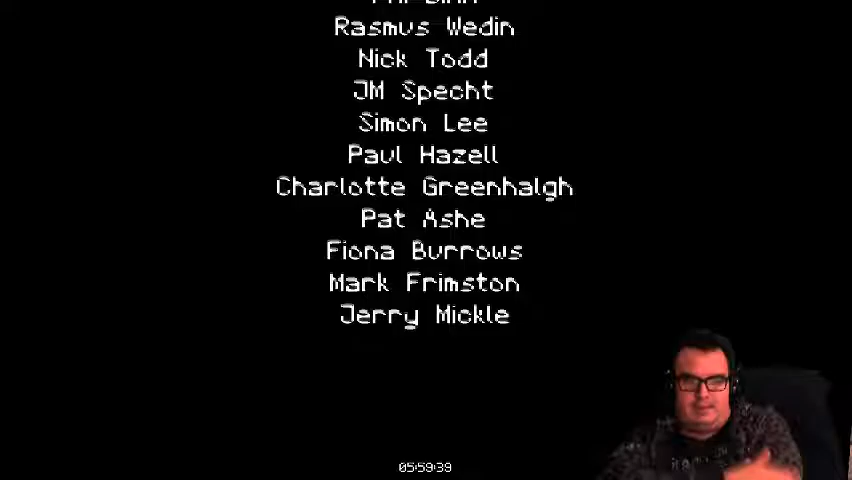 Rasmus Wedin
Nick Todd
JM Specht
Simon Lee
Paul Hazell
Charlotte Greenhalgh
Pat Ashe
Fiona Burrows
Mark Frimston
Jerry Mickle
05:59:39